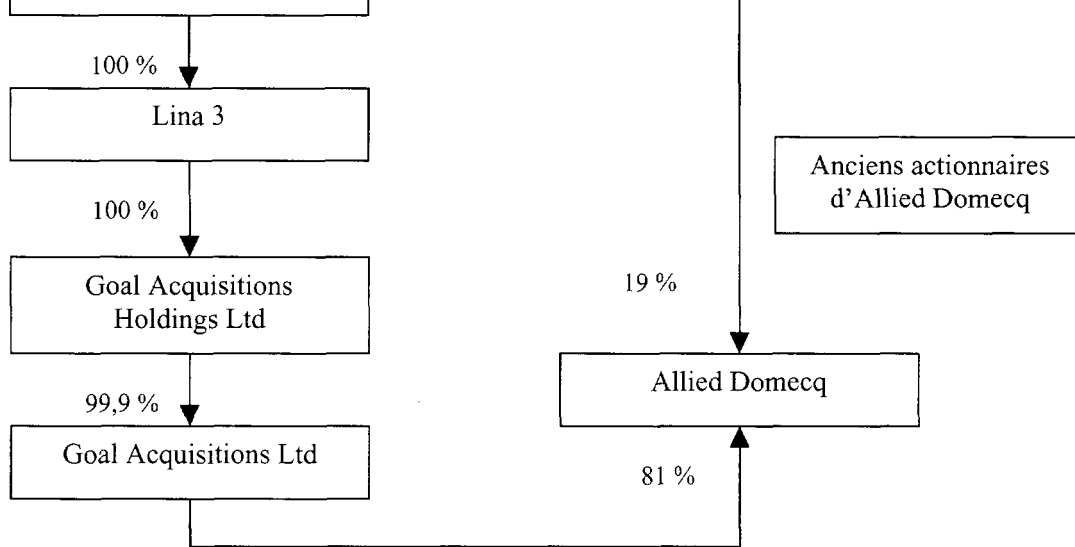 100 %
Lina 3
Anciens actionnaires
d'Allied Domecq
100 %
Goal Acquisitions
Holdings Ltd
19 %
Allied Domecq
99,9 %
Goal Acquisitions Ltd
81 %